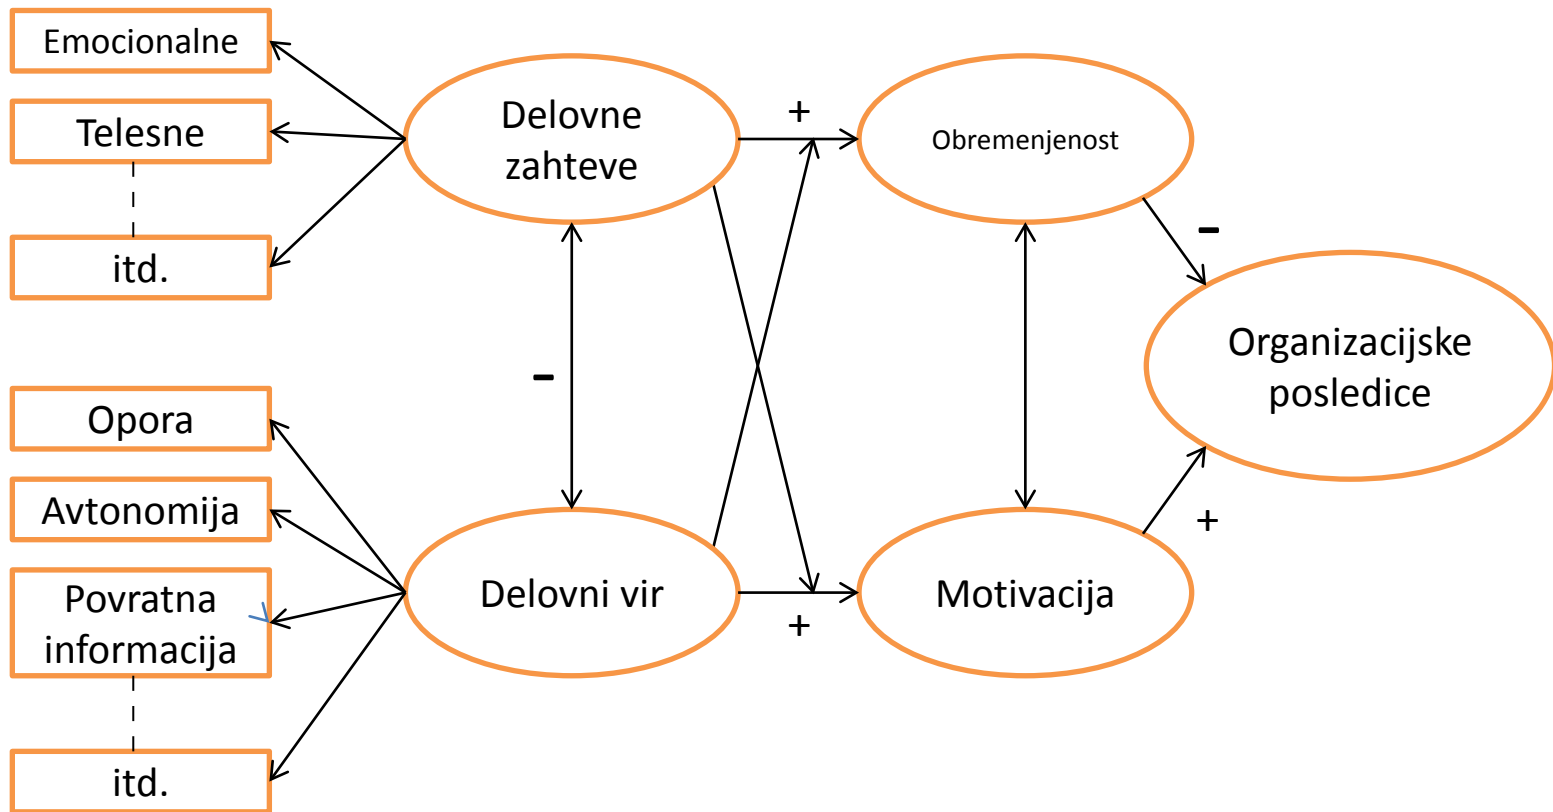 Emocionalne
Telesne
itd.
Opora
Avtonomija
Povratna
informacija
itd.
Delovne
zahteve
-
Delovni vir
+
+
Obremenjenost
Motivacija
-
+
Organizacijske
posledice